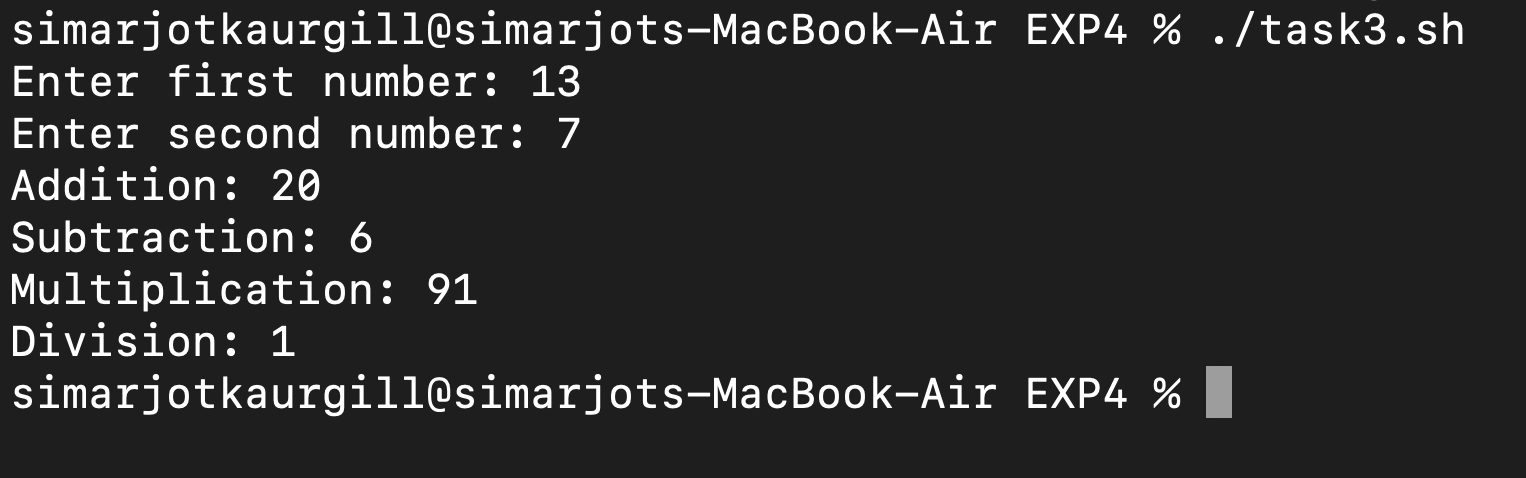 simarjotkaurgill@simarjots-MacBook-Air EXP4 % ./task3.sh
Enter first number: 13
Enter second number: 7
Addition: 20
Subtraction: 6
Multiplication: 91
Division: 1
simarjotkaurgill@simarjots-MacBook-Air EXP4 %